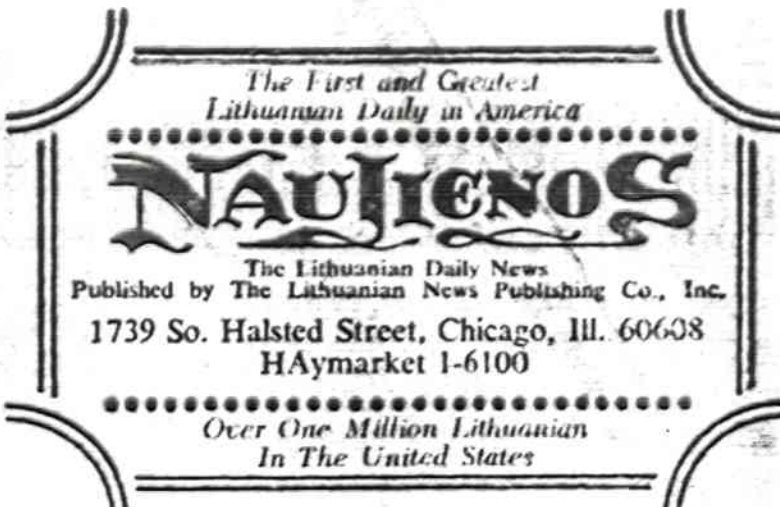 The First and Greatest
Lithuanian Daily in America
NAUJIENOS
The Lithuanian Daily News
Published by The Lithuanian News Publishing Co., Inc.
1739 So. Halsted Street, Chicago, Ill. 60608
HAymarket 1-6100
Over One Million Lithuanian
In The United States